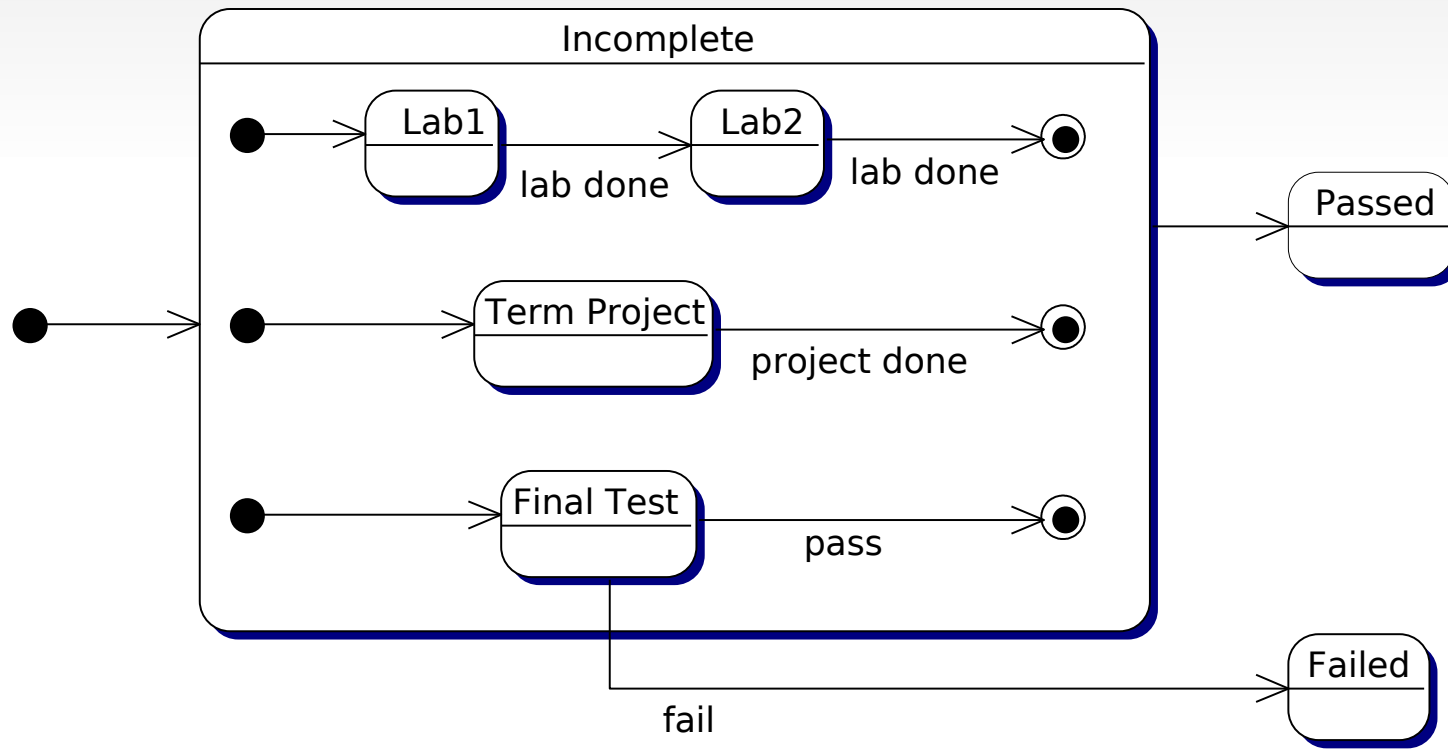 Incomplete
Lab1
Lab2
lab done
lab done
Passed
Term Project
project done
Final Test
pass
Failed
fail